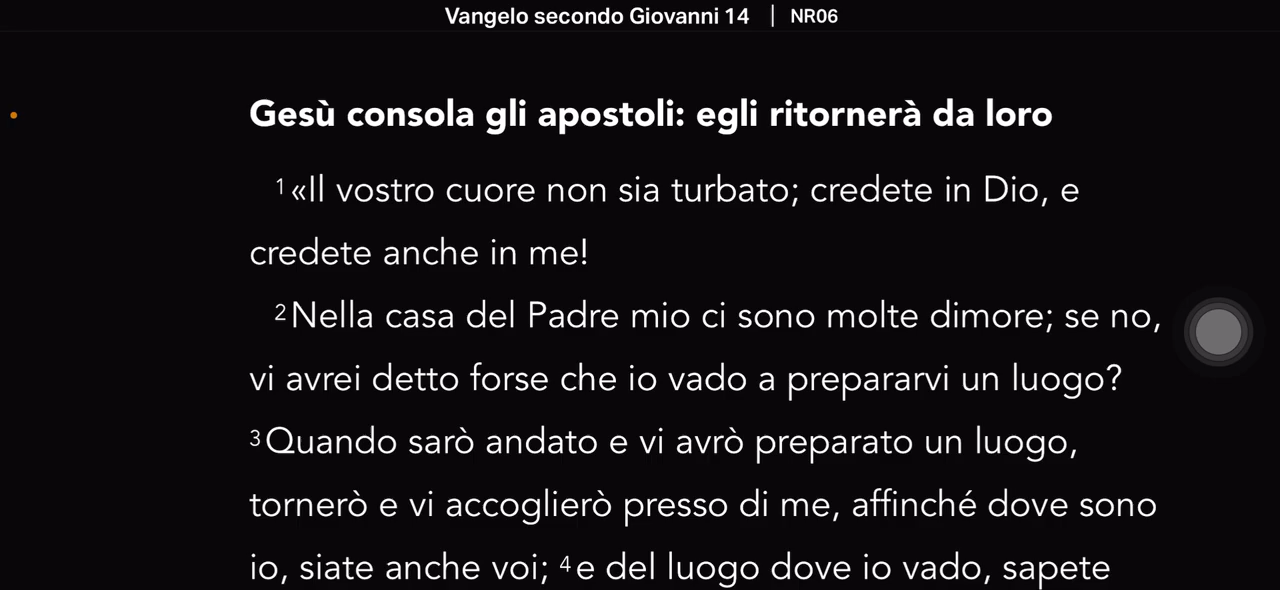 Vangelo secondo Giovanni 14 | NR06
Gesù consola gli apostoli: egli ritornerà da loro
1 «Il vostro cuore non sia turbato; credete in Dio, e
credete anche in me!
2 Nella casa del Padre mio ci sono molte dimore; se no,
vi avrei detto forse che io vado a prepararvi un luogo?
3 Quando sarò andato e vi avrò preparato un luogo,
tornerò e vi accoglierò presso di me, affinché dove sono
io, siate anche voi; 4 e del luogo dove io vado, sapete